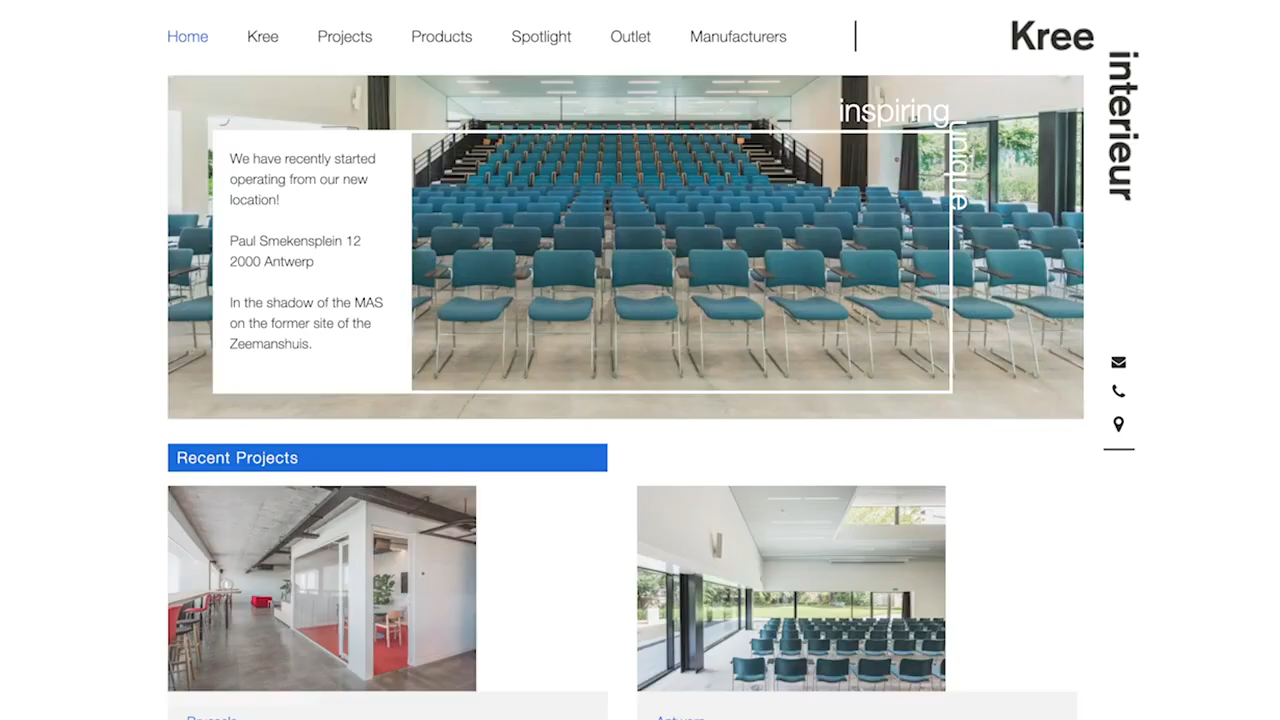 Home Kree Projects Products Spotlight Outlet Manufacturers
Kree
interieur
inspiring
unique
We have recently started
operating from our new
location!
Paul Smekensplein 12
2000 Antwerp
In the shadow of the MAS
on the former site of the
Zeemanshuis.
Recent Projects